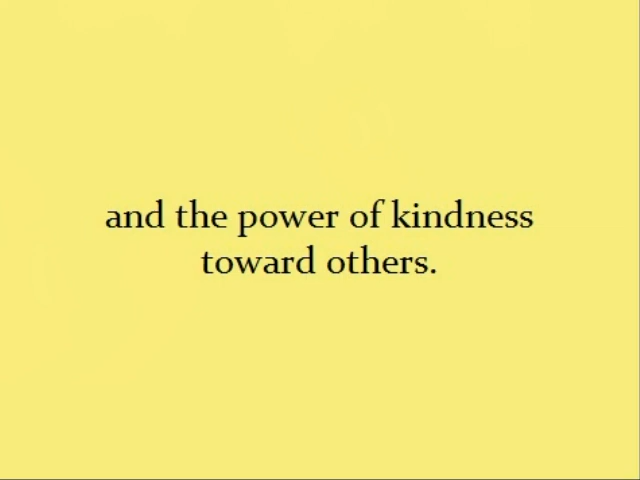 and the power of kindness
toward others.